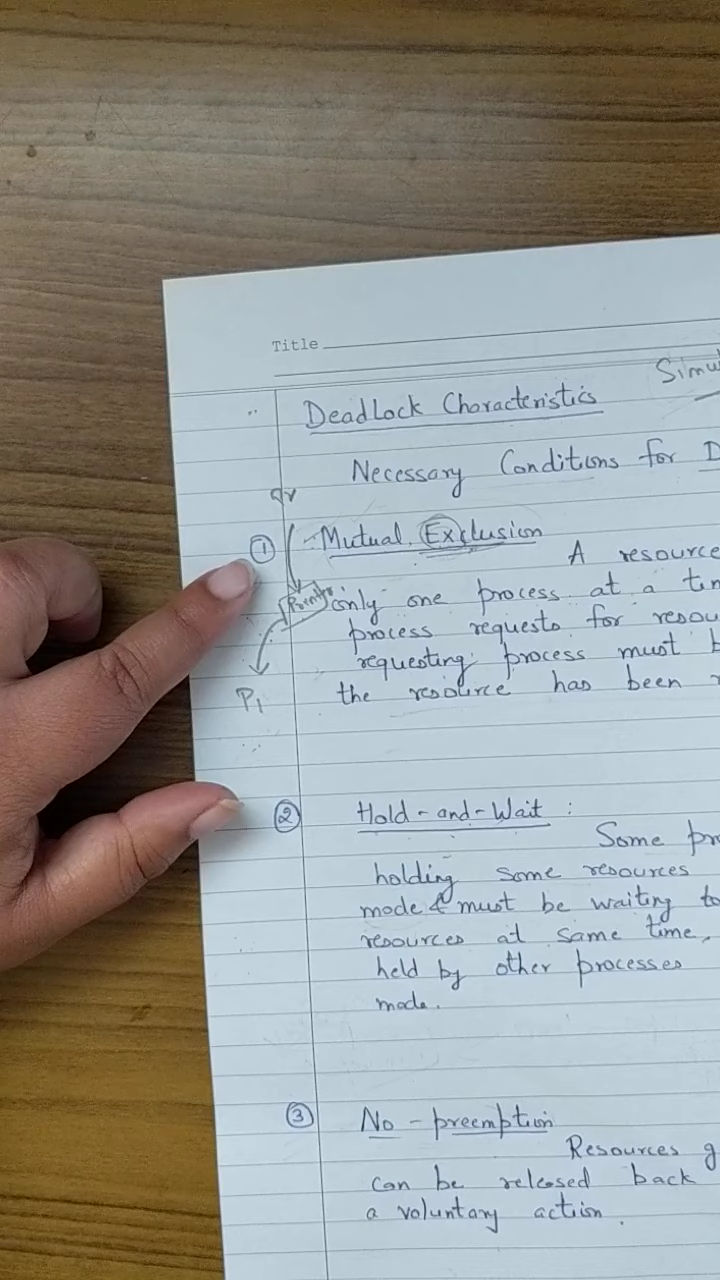 Title
Simul
Deadlock Characteristics
Necessary Conditions for D
① Mutual Exclusion
A resource
only one process at a tim
process requests for resou
requesting process must b
the resource has been
P1
② Hold-and-Wait :
Some pro
holding some resources
mode & must be waiting to
resources at same time,
held by other processes
mode.
③ No-preemption
Resources g
can be released back
a voluntary action.